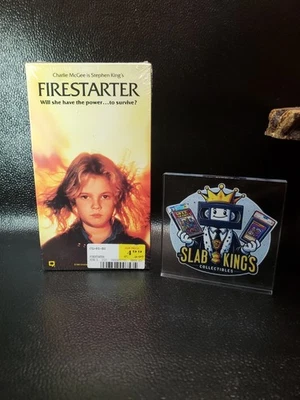 Charlie McGee is Stephen King's
FIRESTARTER
Will she have the power...to survive?
SLAB KINGS
COLLECTIBLES